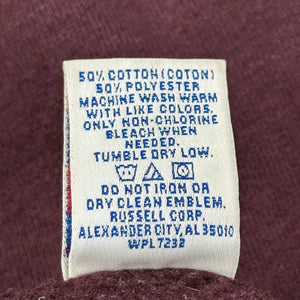 50% COTTON (COTON)
50% POLYESTER
MACHINE WASH WARM
WITH LIKE COLORS.
ONLY NON-CHLORINE
BLEACH WHEN
NEEDED.
TUMBLE DRY LOW.
DO NOT IRON OR
DRY CLEAN EMBLEM.
RUSSELL CORP.
ALEXANDER CITY, AL 35010
WPL 7232